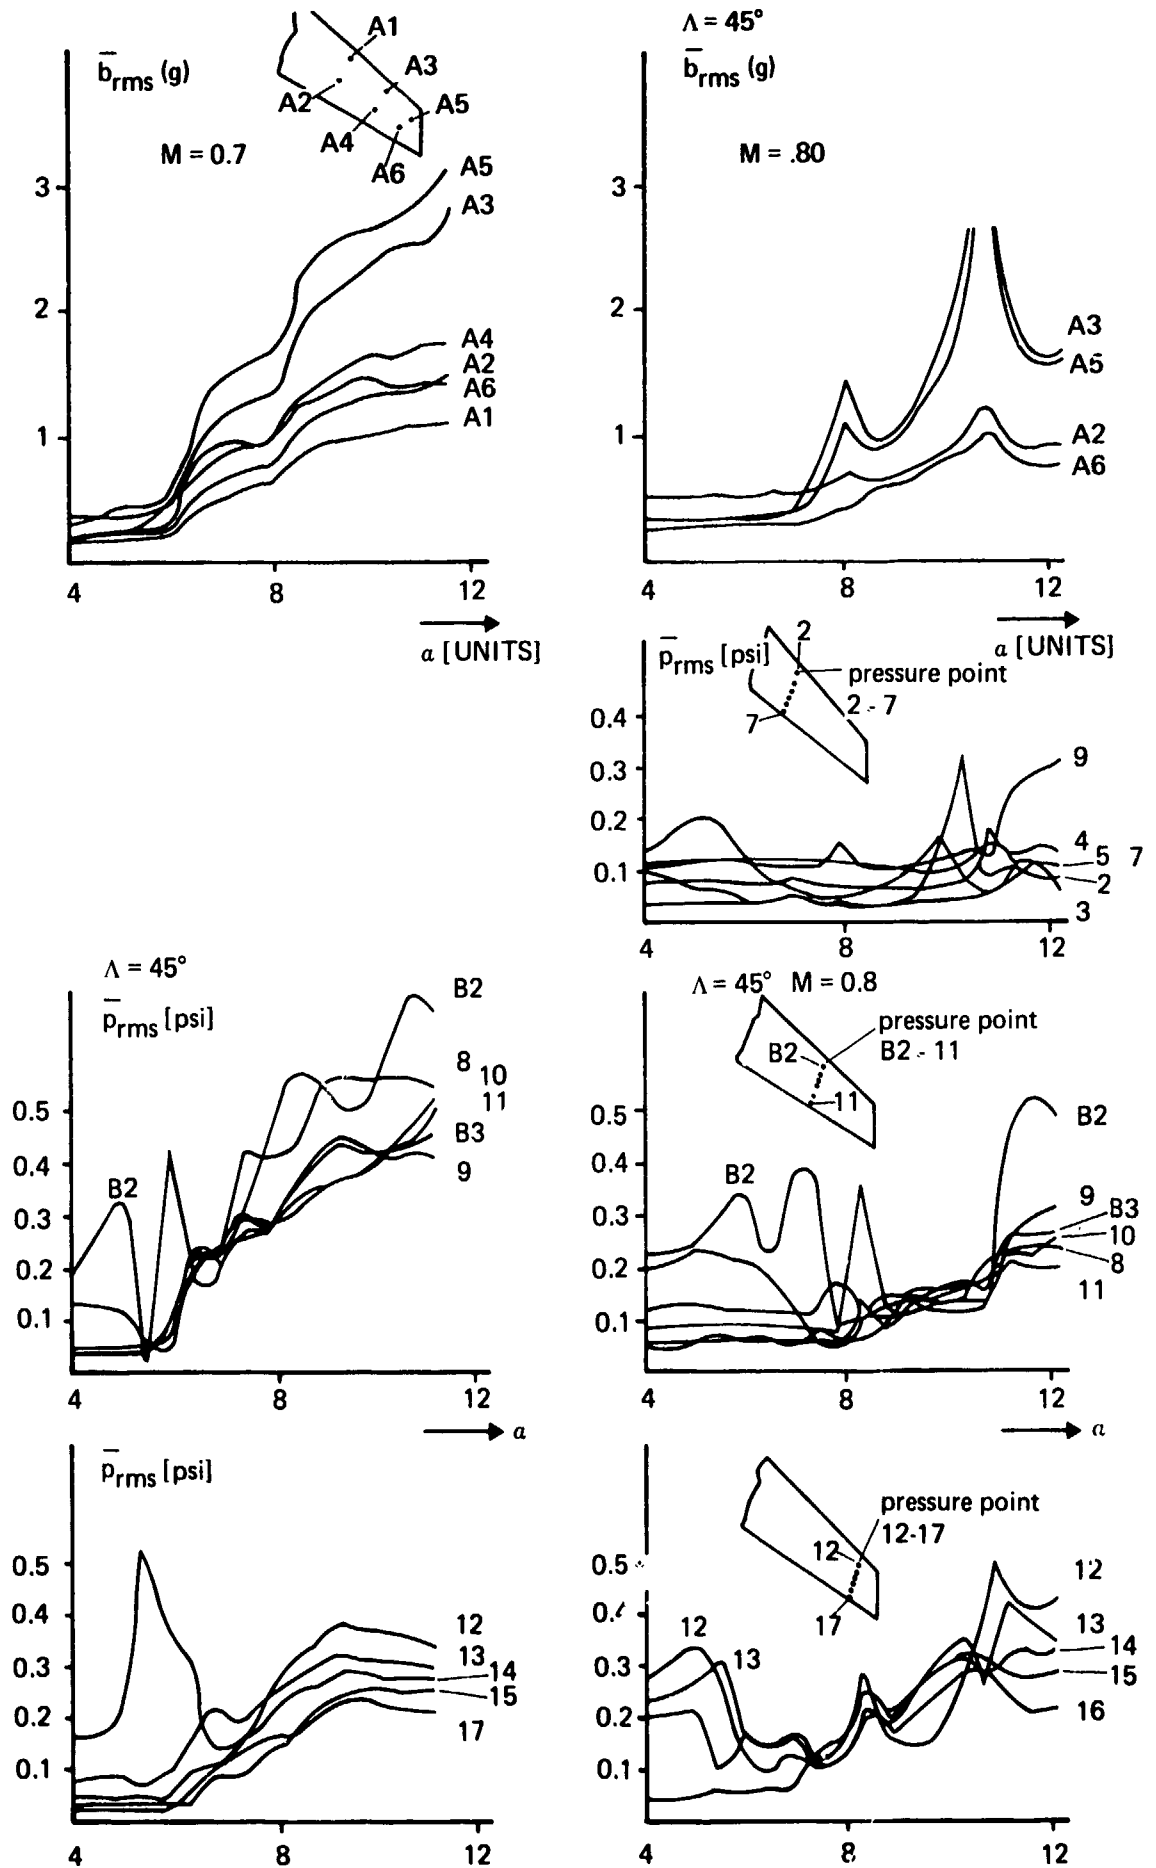 b̄rms (g)
A1
A3
A2
A5
A4
A6
M = 0.7
3
2
1
A5
A3
A4
A2
A6
A1
4 8 12
a [UNITS]
Λ = 45°
b̄rms (g)
M = .80
3
2
1
A3
A5
A2
A6
4 8 12
a [UNITS]
p̄rms [psi]
2
pressure point
2 - 7
7
0.4
0.3
0.2
0.1
9
4
5 7
2
3
4 8 12
Λ = 45°
p̄rms [psi]
B2
8
10
11
B3
9
B2
0.5
0.4
0.3
0.2
0.1
4 8 12
a
Λ = 45° M = 0.8
pressure point
B2 - 11
B2
11
0.5
0.4
0.3
0.2
0.1
B2
B2
9
B3
10
8
11
4 8 12
a
p̄rms [psi]
0.5
0.4
0.3
0.2
0.1
12
13
14
15
17
4 8 12
pressure point
12-17
12
17
0.5
0.4
0.3
0.2
0.1
12
13
12
13
14
15
16
4 8 12